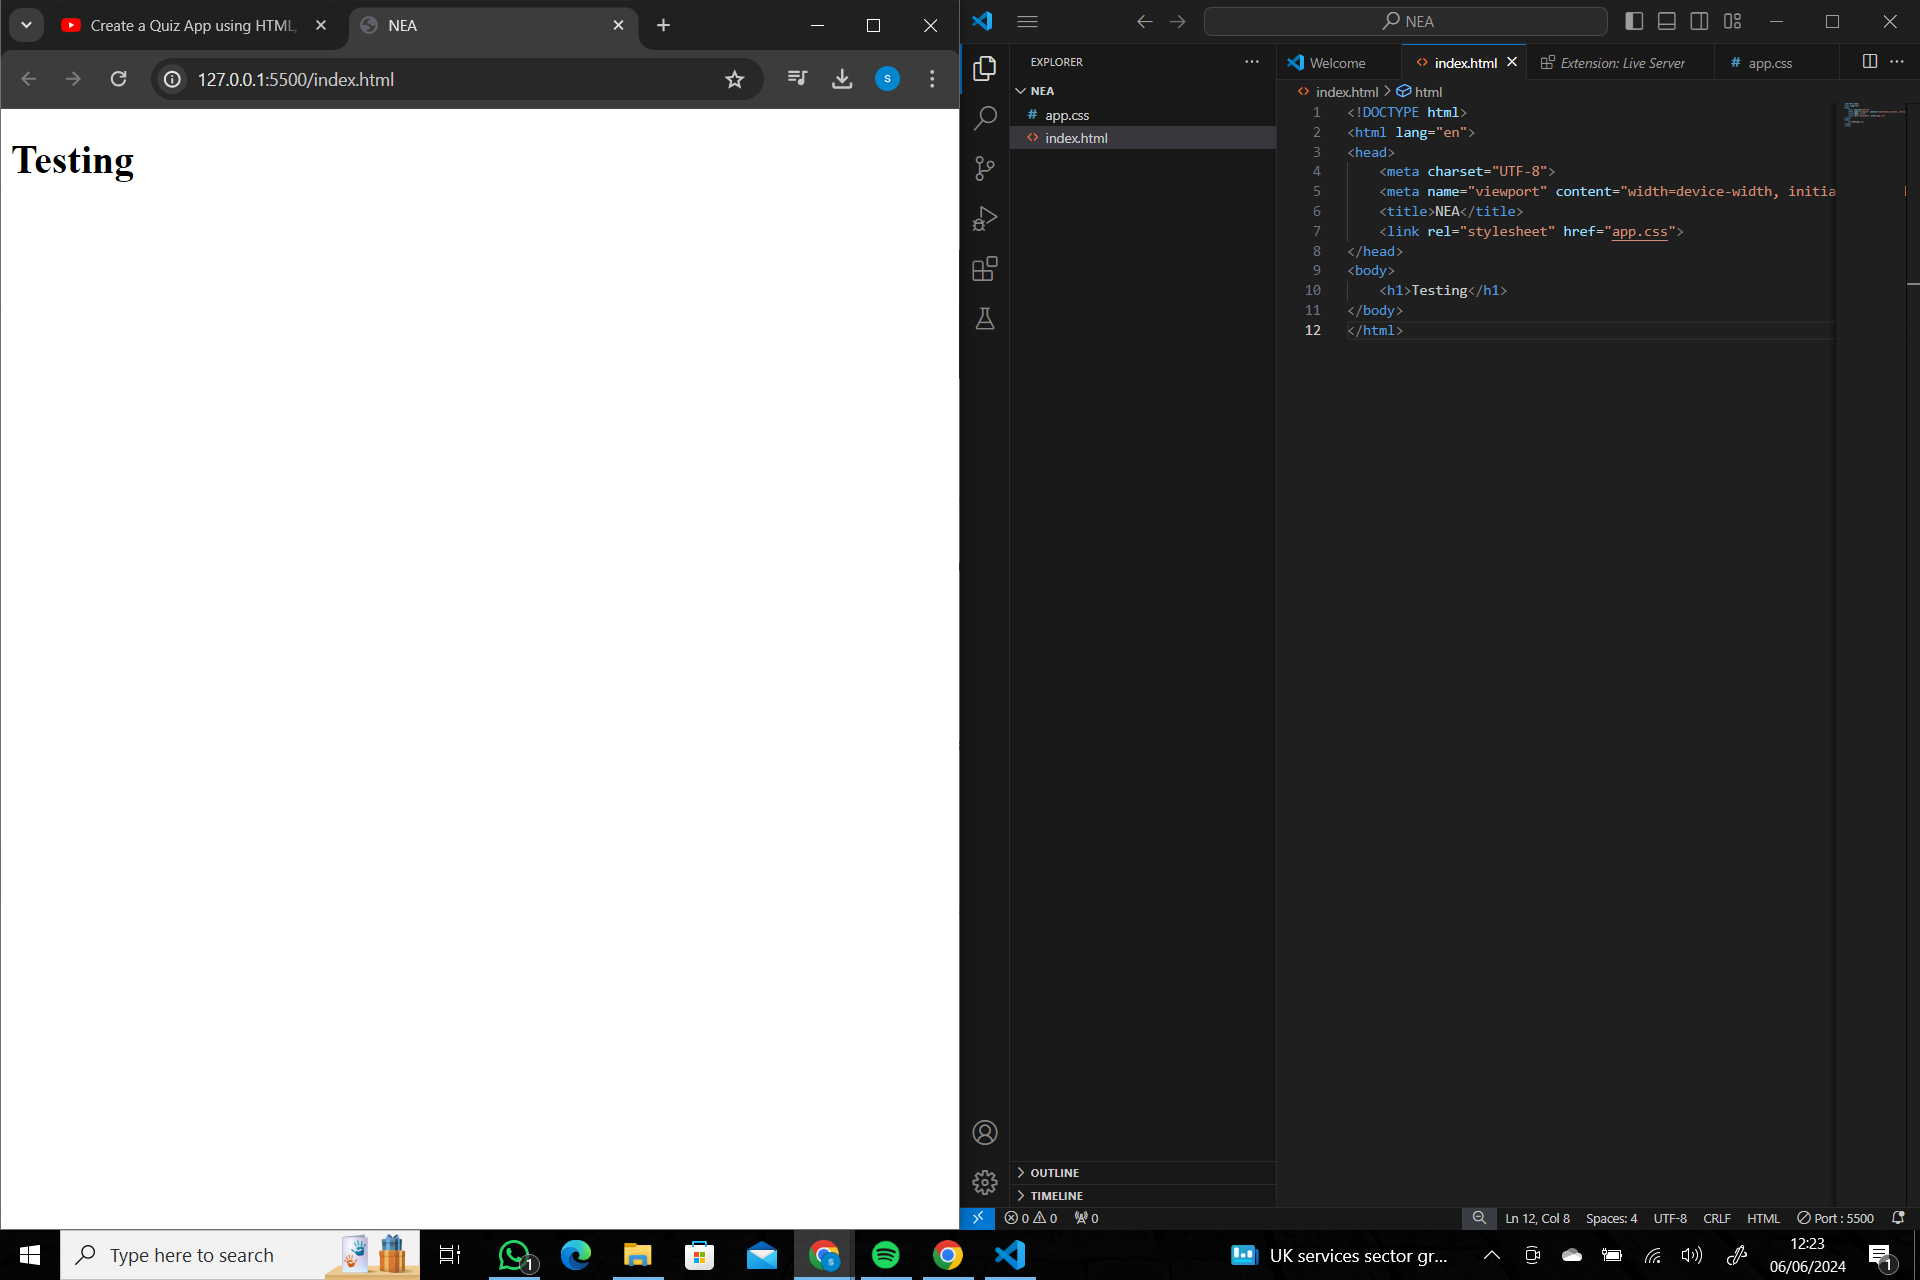 Create a Quiz App using HTML,
NEA
127.0.0.1:5500/index.html
Testing
NEA
EXPLORER
NEA
app.css
index.html
OUTLINE
TIMELINE
Welcome
index.html
Extension: Live Server
# app.css
index.html > html
1 <!DOCTYPE html>
2 <html lang="en">
3 <head>
4 <meta charset="UTF-8">
5 <meta name="viewport" content="width=device-width, initia
6 <title>NEA</title>
7 <link rel="stylesheet" href="app.css">
8 </head>
9 <body>
10 <h1>Testing</h1>
11 </body>
12 </html>
0 0 0
Ln 12, Col 8 Spaces: 4 UTF-8 CRLF HTML Port : 5500
Type here to search
1
UK services sector gr...
12:23
06/06/2024
1